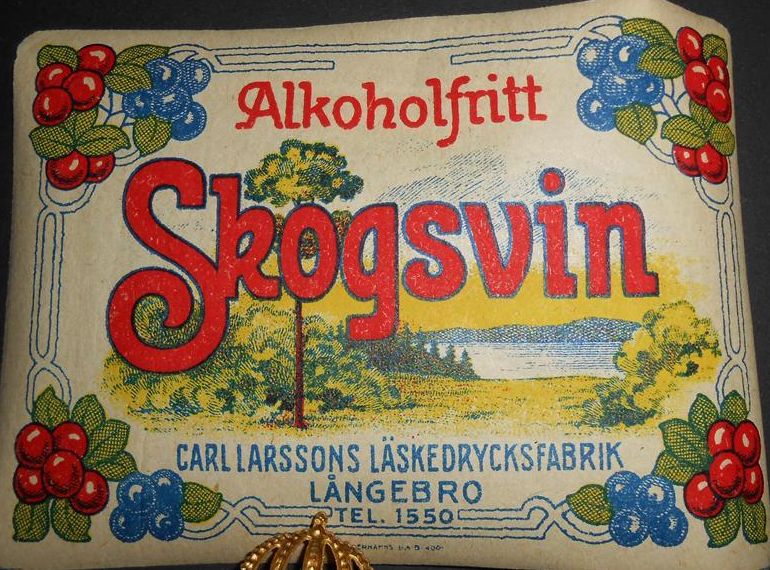 Alkoholfritt
Skogsvin
CARL LARSSONS LÄSKEDRYCKSFABRIK
LÅNGEBRO
TEL. 1550